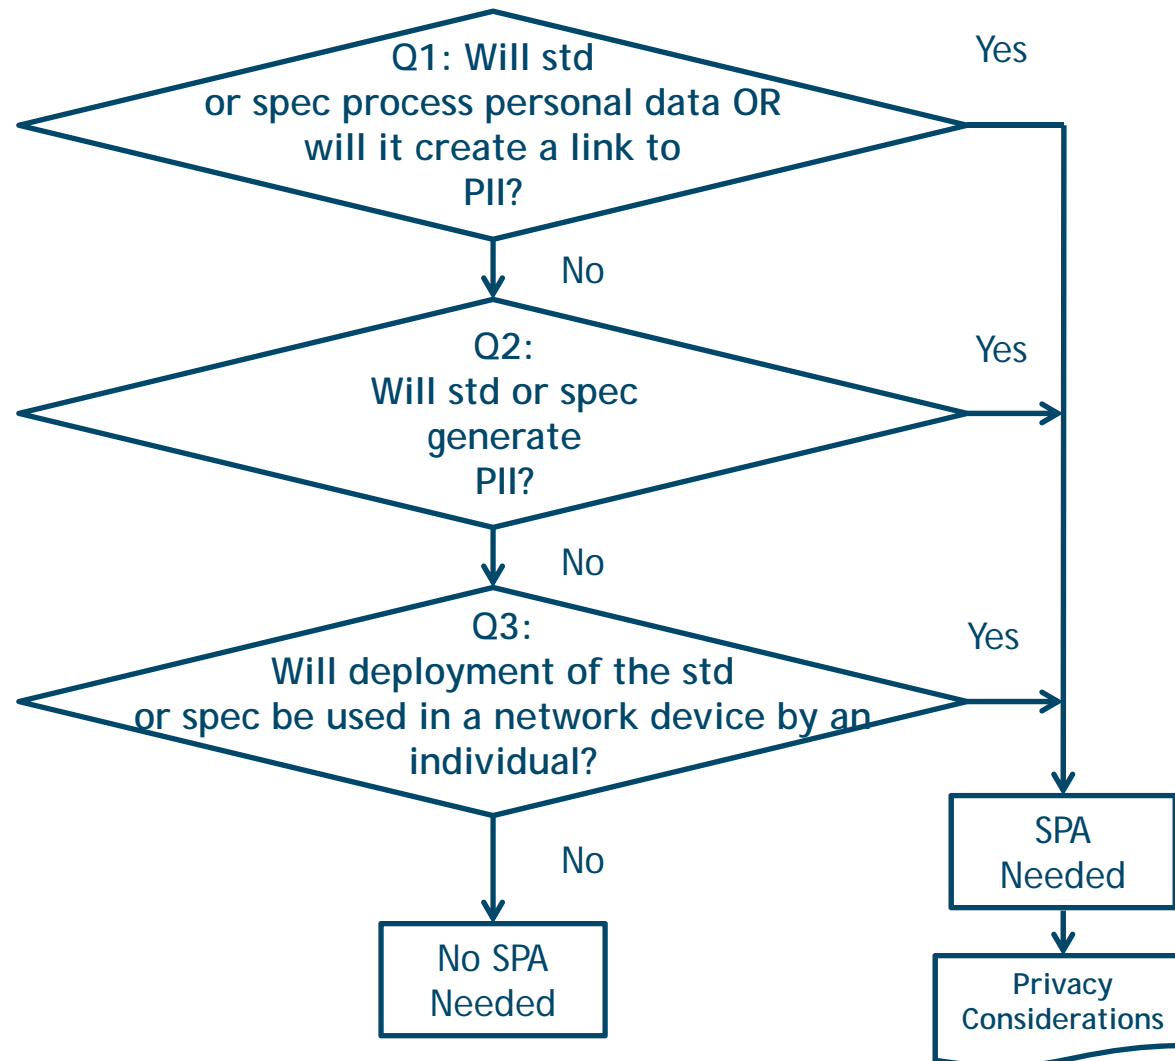 Q1: Will std
or spec process personal data OR
will it create a link to
PII?
Yes
No
Q2:
Will std or spec
generate
PII?
Yes
No
Q3:
Will deployment of the std
or spec be used in a network device by an
individual?
Yes
No
SPA
Needed
No SPA
Needed
Privacy
Considerations